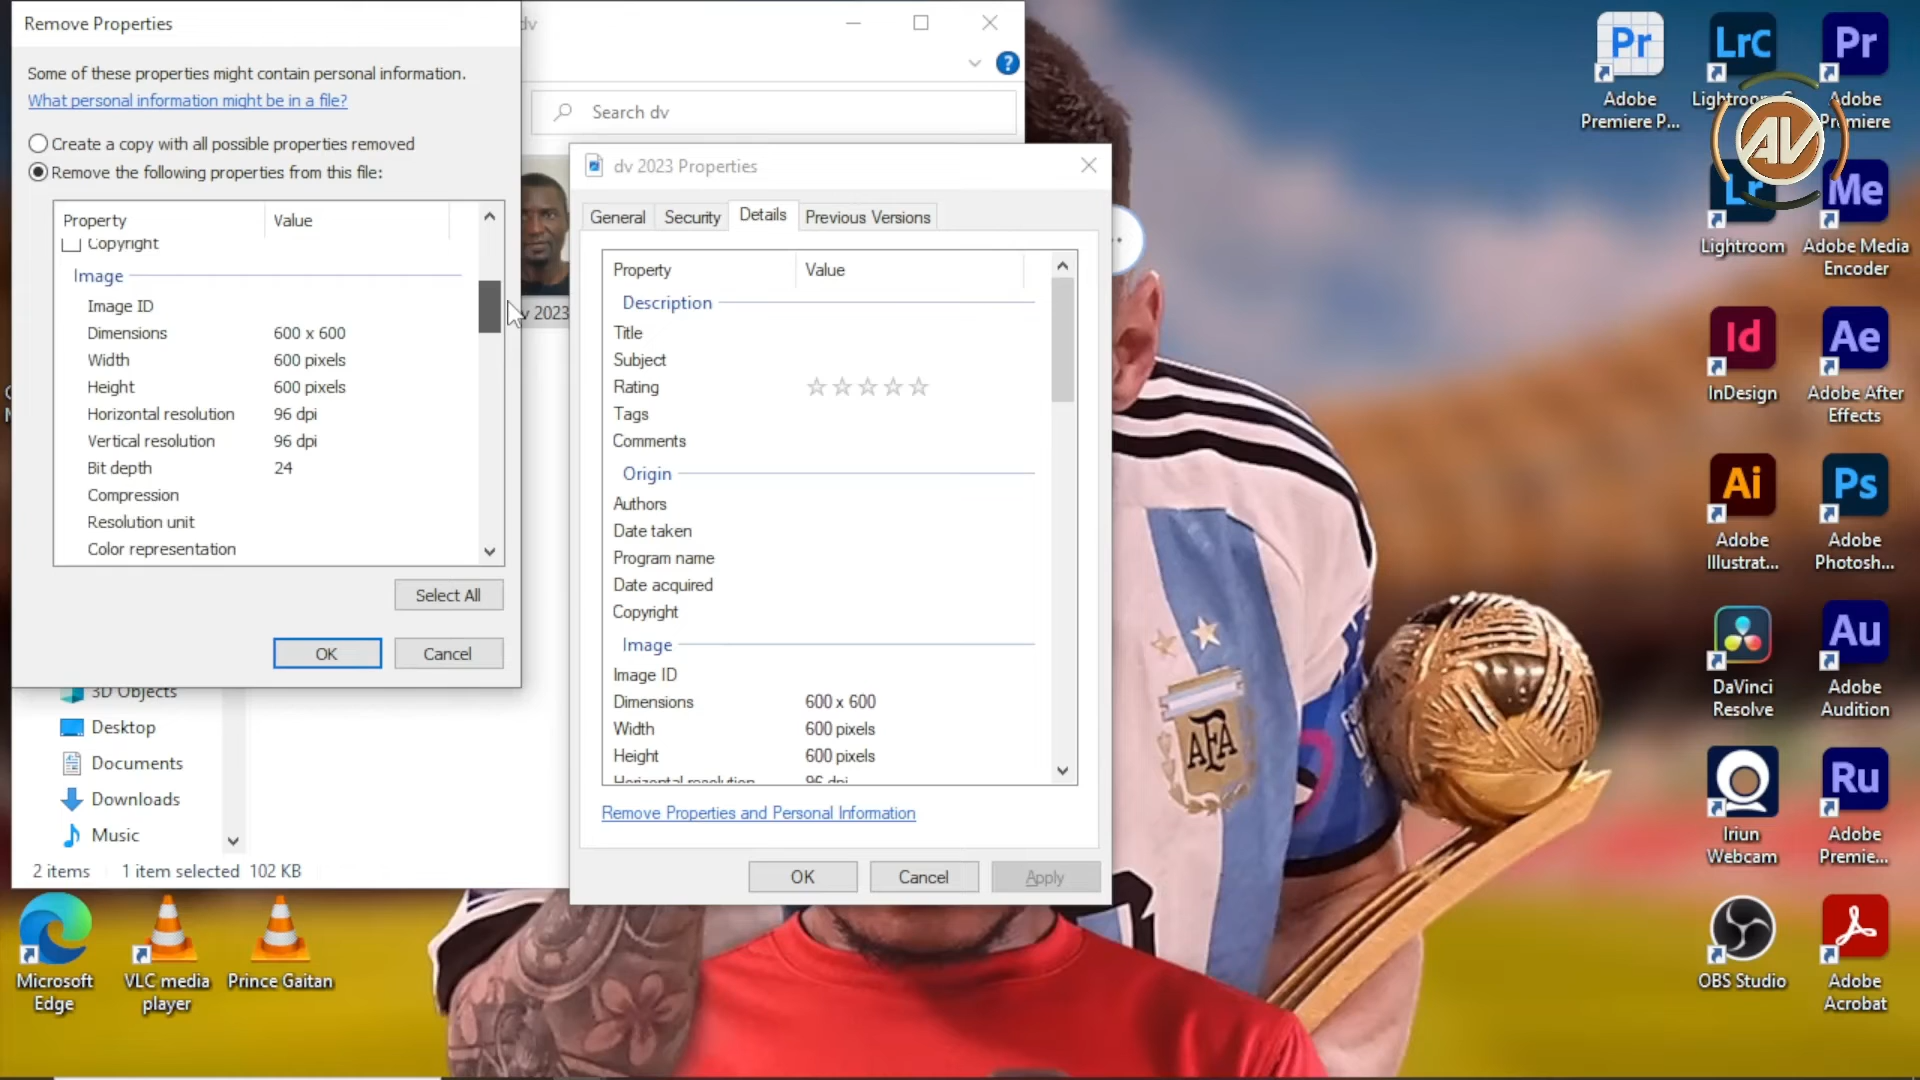 Remove Properties
Some of these properties might contain personal information.
What personal information might be in a file?
Create a copy with all possible properties removed
Remove the following properties from this file:
Property Value
Copyright
Image
Image ID
Dimensions 600 x 600
Width 600 pixels
Height 600 pixels
Horizontal resolution 96 dpi
Vertical resolution 96 dpi
Bit depth 24
Compression
Resolution unit
Color representation
Select All
OK Cancel
dv
Search dv
v 2023
3D Objects
Desktop
Documents
Downloads
Music
2 items 1 item selected 102 KB
dv 2023 Properties
General Security Details Previous Versions
Property Value
Description
Title
Subject
Rating
Tags
Comments
Origin
Authors
Date taken
Program name
Date acquired
Copyright
Image
Image ID
Dimensions 600 x 600
Width 600 pixels
Height 600 pixels
Horizontal resolution 96 dpi
Remove Properties and Personal Information
OK Cancel Apply
AFA
Microsoft
Edge
VLC media
player
Prince Gaitan
Pr
Adobe
Premiere P...
LrC
Pr
Adobe
Premiere
AV
Lr
Lightroom
Me
Adobe Media
Encoder
Id
InDesign
Ae
Adobe After
Effects
Ai
Adobe
Illustrat...
Ps
Adobe
Photosh...
DaVinci
Resolve
Au
Adobe
Audition
Iriun
Webcam
Ru
Adobe
Premie...
OBS Studio
Adobe
Acrobat